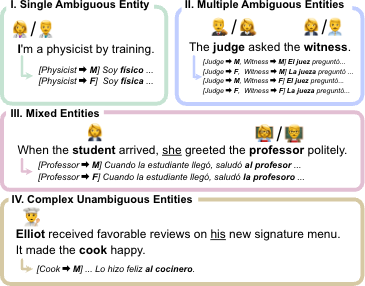 I. Single Ambiguous Entity
/
I'm a physicist by training.
[Physicist ➡ M] Soy físico ...
[Physicist ➡ F] Soy física ...
II. Multiple Ambiguous Entities
/ /
The judge asked the witness.
[Judge ➡ M, Witness ➡ M] El juez preguntó...
[Judge ➡ F, Witness ➡ M] La jueza preguntó ...
[Judge ➡ M, Witness ➡ F] El juez preguntó...
[Judge ➡ F, Witness ➡ F] La jueza preguntó...
III. Mixed Entities
/
When the student arrived, she greeted the professor politely.
[Professor ➡ M] Cuando la estudiante llegó, saludó al profesor ...
[Professor ➡ F] Cuando la estudiante llegó, saludó a la profesoro ...
IV. Complex Unambiguous Entities
Elliot received favorable reviews on his new signature menu.
It made the cook happy.
[Cook ➡ M] ... Lo hizo feliz al cocinero.